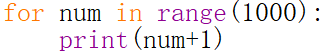 for num in range(1000):
    print(num+1)